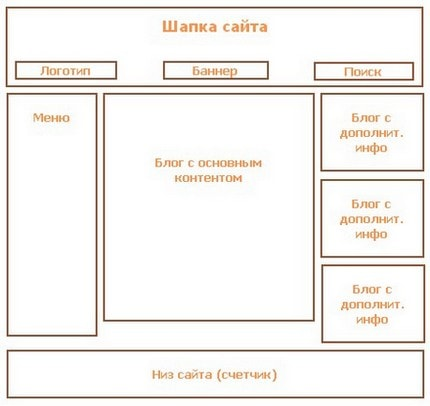 Шапка сайта
Логотип
Баннер
Поиск
Меню
Блог с основным
контентом
Блог с
дополнит.
инфо
Блог с
дополнит.
инфо
Блог с
дополнит.
инфо
Низ сайта (счетчик)